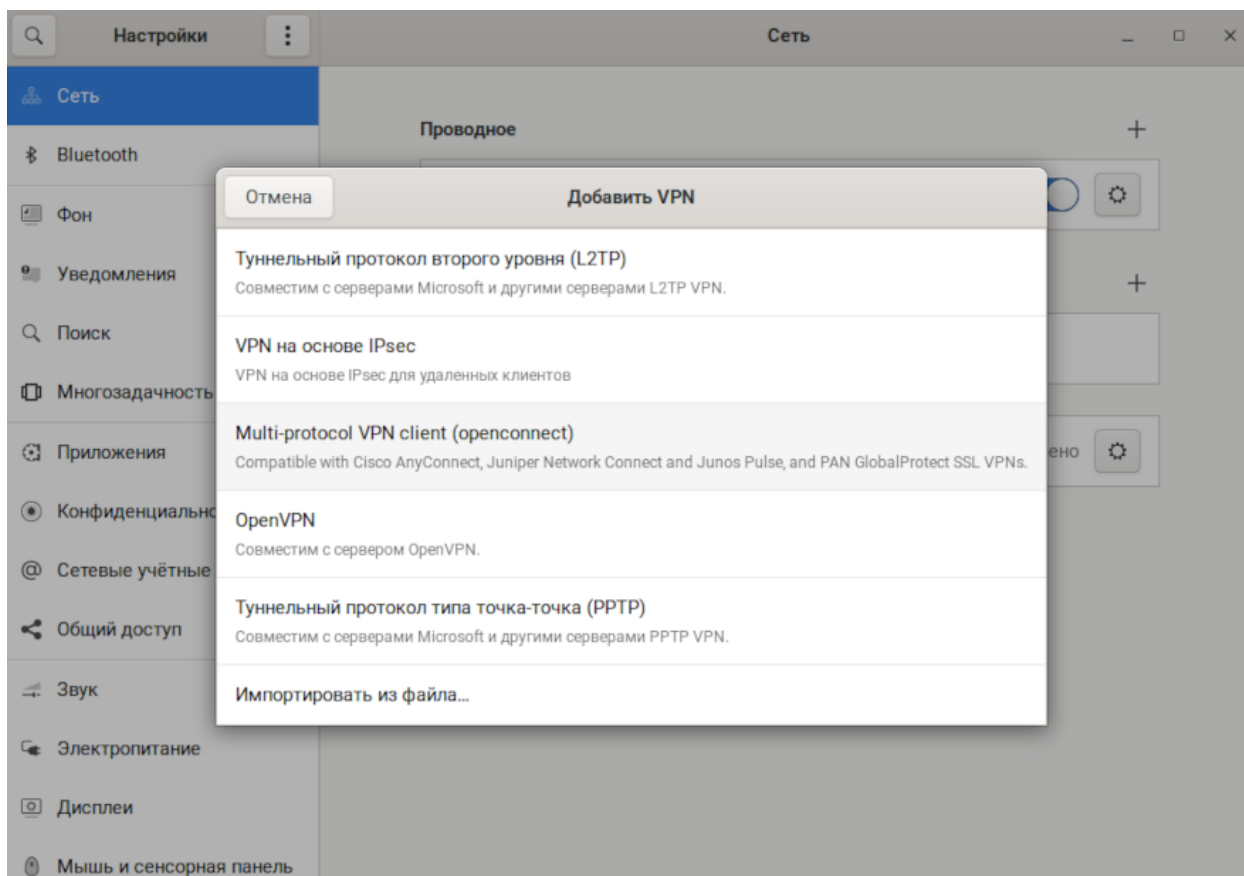 Настройки
Сеть
Сеть
Проводное
Bluetooth
Отмена
Добавить VPN
Фон
Туннельный протокол второго уровня (L2TP)
Совместим с серверами Microsoft и другими серверами L2TP VPN.
Уведомления
Поиск
VPN на основе IPsec
VPN на основе IPsec для удаленных клиентов
Многозадачность
Multi-protocol VPN client (openconnect)
Compatible with Cisco AnyConnect, Juniper Network Connect and Junos Pulse, and PAN GlobalProtect SSL VPNs.
Приложения
ено
Конфиденциально
OpenVPN
Совместим с сервером OpenVPN.
Сетевые учётные
Туннельный протокол типа точка-точка (PPTP)
Совместим с серверами Microsoft и другими серверами PPTP VPN.
Общий доступ
Звук
Импортировать из файла...
Электропитание
Дисплеи
Мышь и сенсорная панель